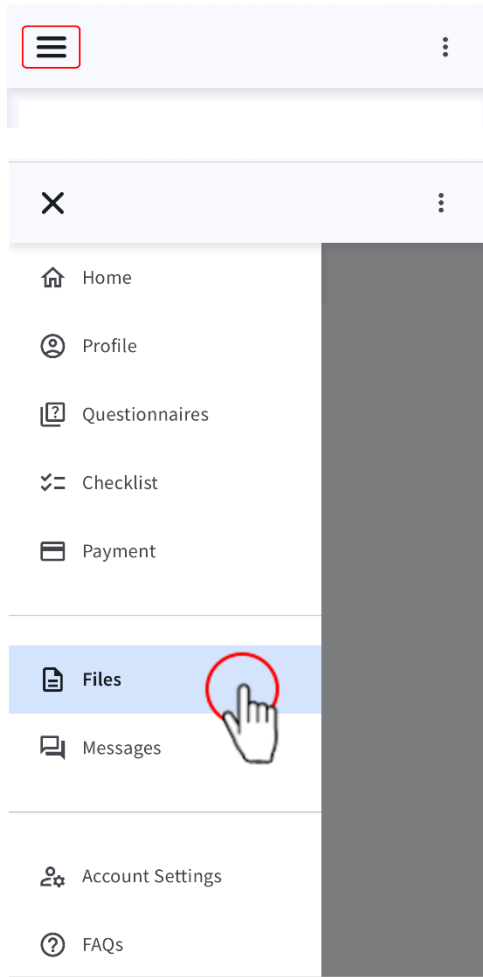 Home
Profile
Questionnaires
Checklist
Payment
Files
Messages
Account Settings
FAQs